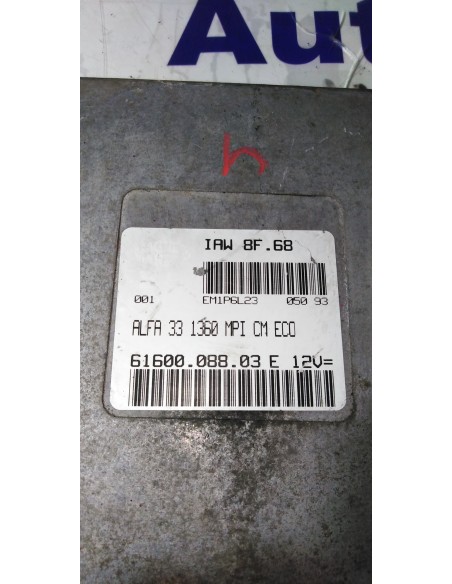 Aut
h
IAW 8F.68
001 EM1P6L23 050 93
ALFA 33 1360 MPI CM ECO
61600.088.03 E 12V=